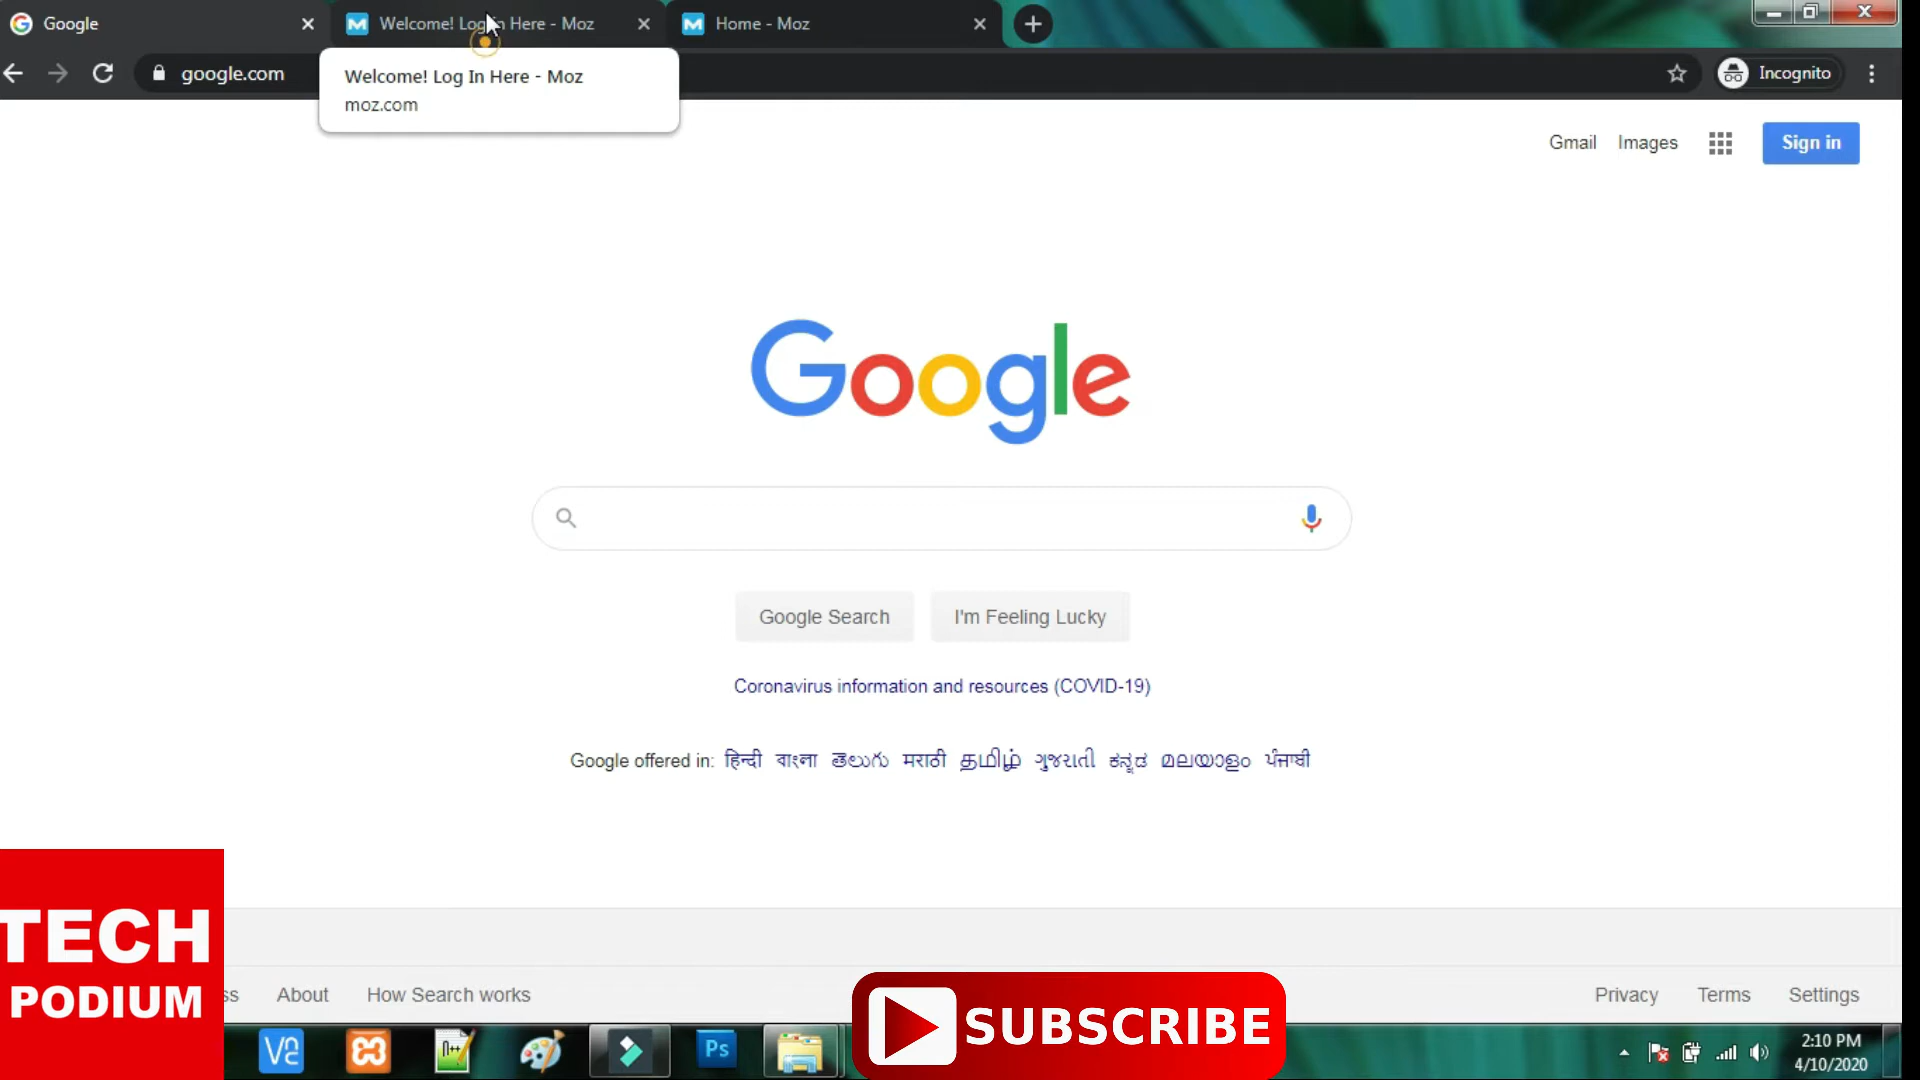 Google
Welcome! Log In Here - Moz
Home - Moz
google.com
Incognito
Welcome! Log In Here - Moz
moz.com
Gmail Images Sign in
Google
Google Search I'm Feeling Lucky
Coronavirus information and resources (COVID-19)
Google offered in: हिन्दी বাংলা తెలుగు मराठी தமிழ் ગુજરાતી ಕನ್ನಡ മലയാളം ਪੰਜਾਬੀ
TECH
PODIUM
ss About How Search works
Privacy Terms Settings
SUBSCRIBE
n++
Ps
2:10 PM
4/10/2020